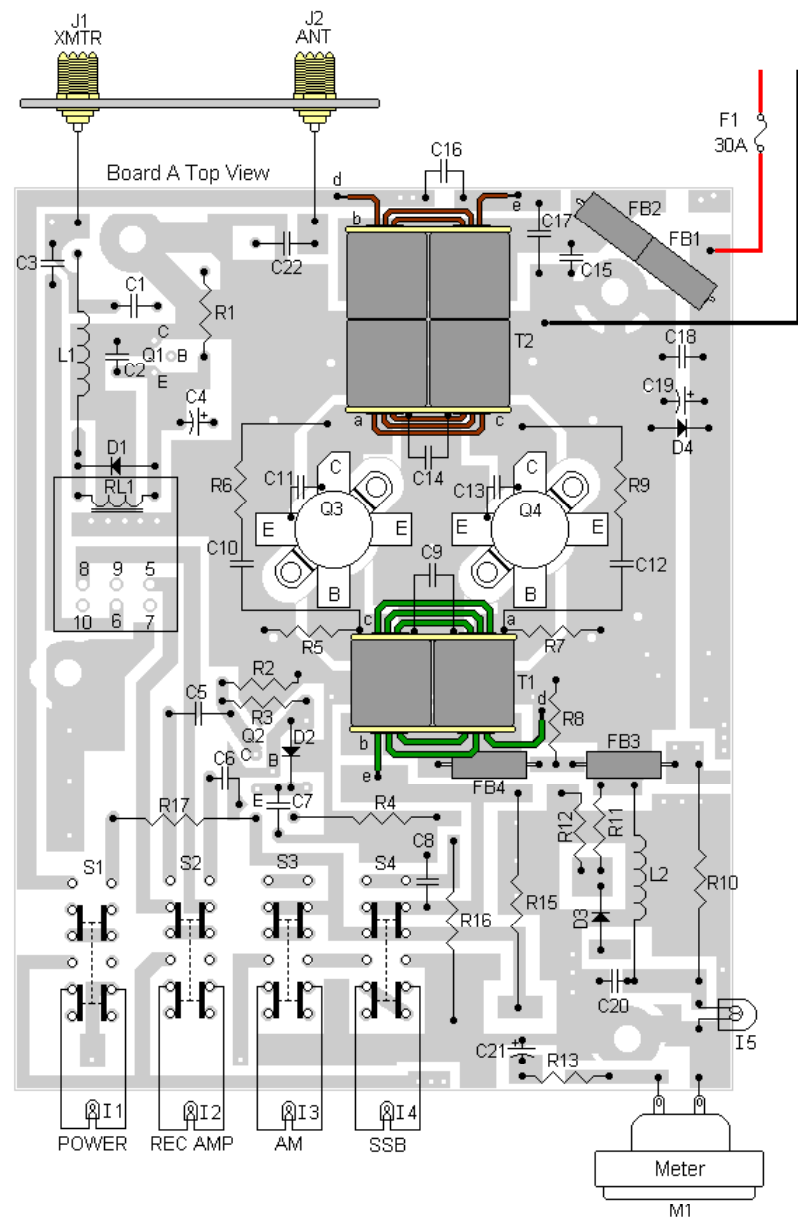 J1
XMTR
J2
ANT
F1
30A
Board A Top View
C16
d
e
b
C17
FB2
FB1
C3
C22
C15
C1
R1
T2
L1
C2
C
Q1
B
E
C18
C4
C19
a
c
D4
D1
C14
RL1
R6
C11
C
C13
C
R9
Q3
Q4
E
E
E
E
C10
C9
C12
8
9
5
B
B
10
6
7
c
a
R5
R7
R2
T1
d
C5
R3
R8
Q2
C
D2
b
FB3
B
C6
e
FB4
E
C7
R17
R4
R12
R11
C8
S1
S2
S3
S4
L2
R10
R16
R15
D3
C20
I5
C21
R13
I1
I2
I3
I4
POWER
REC AMP
AM
SSB
Meter
M1